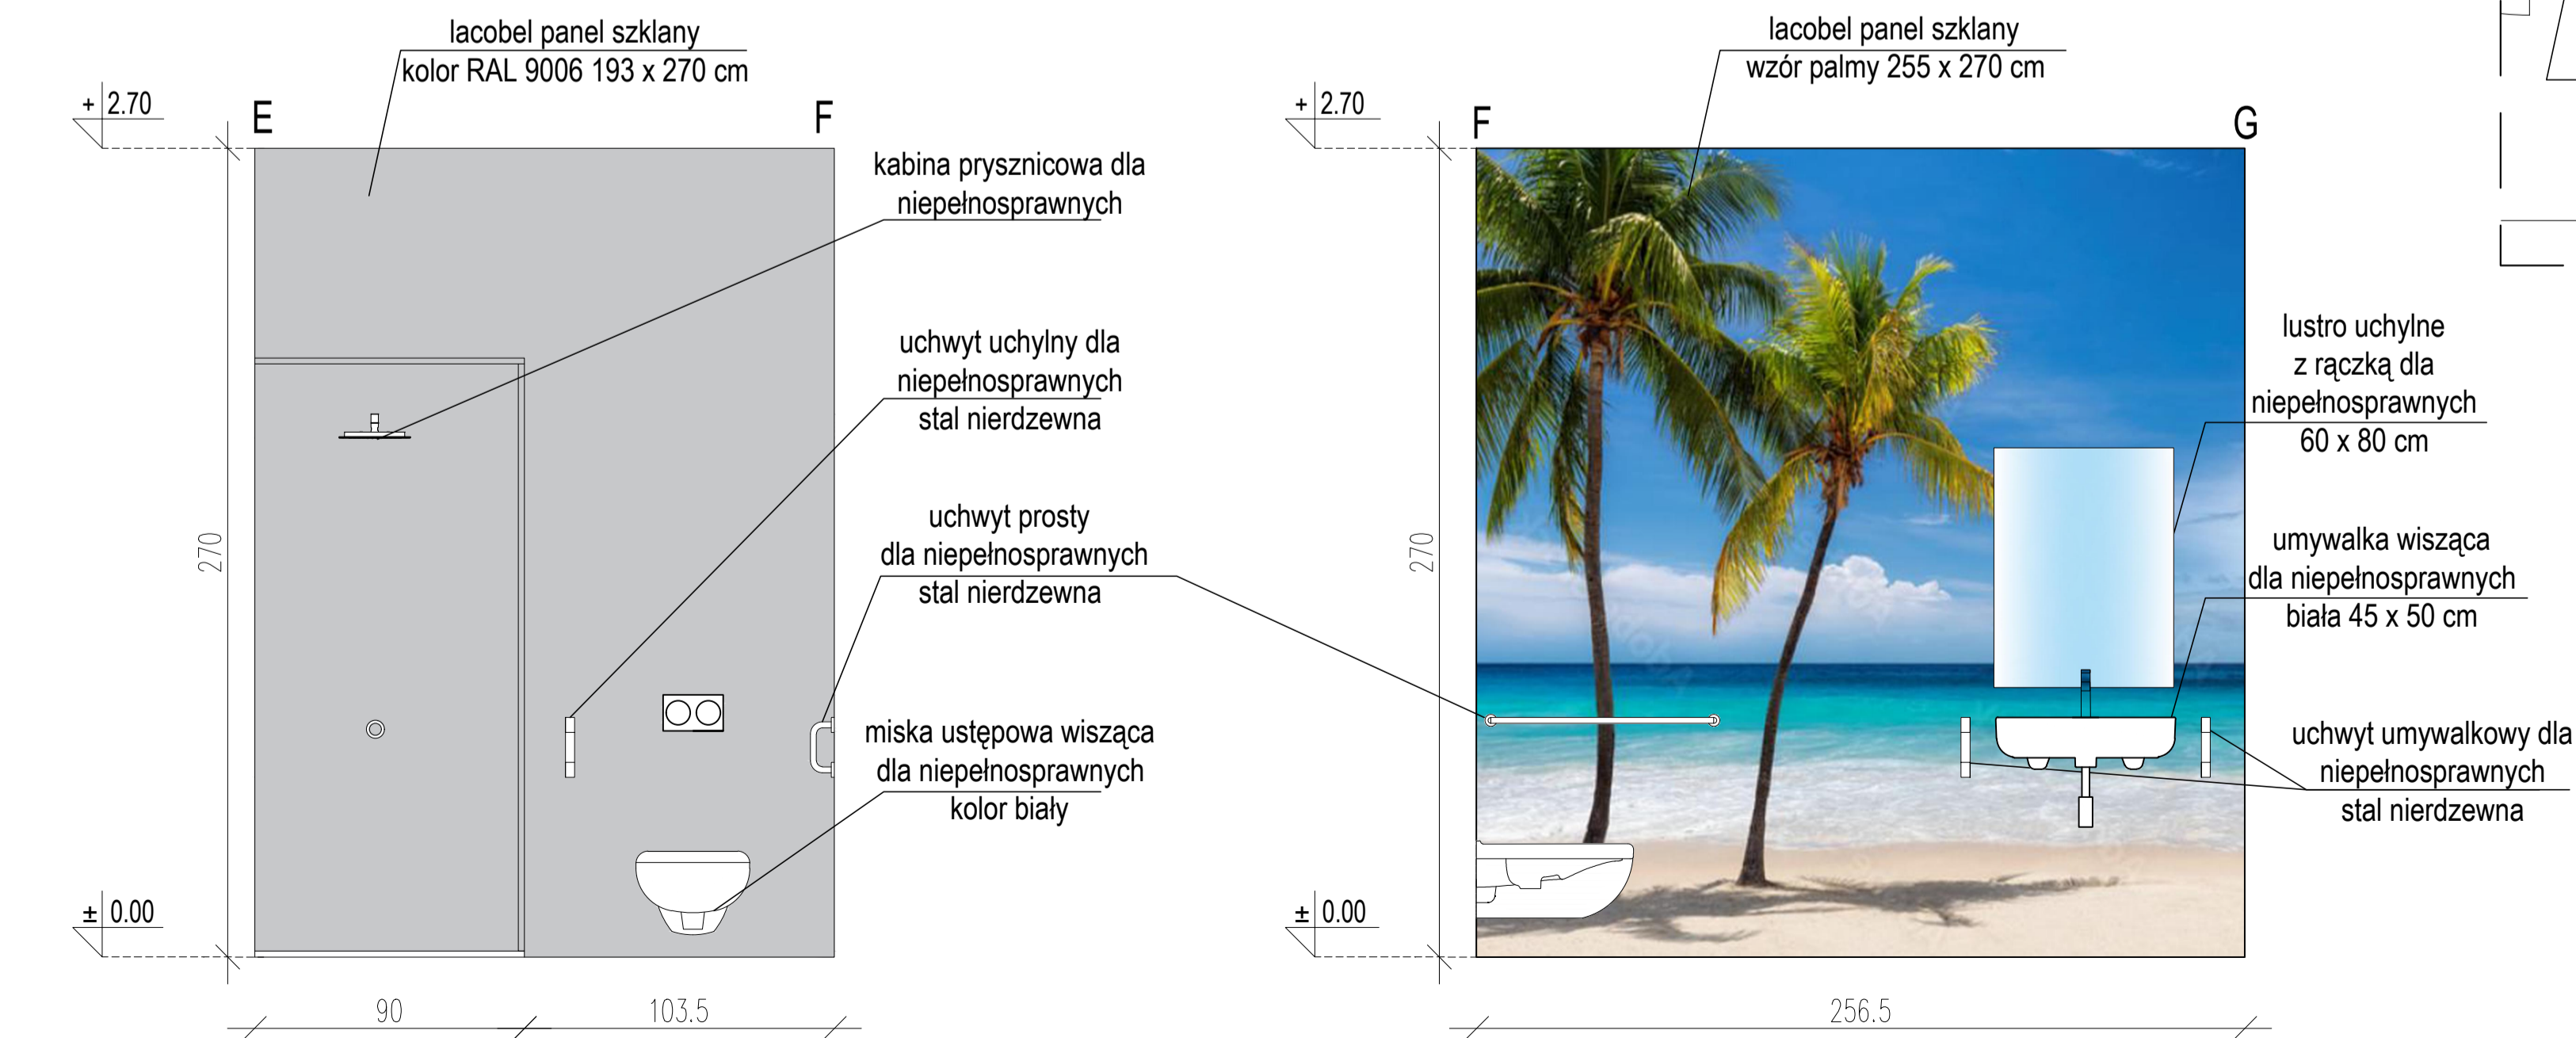 lacobel panel szklany
kolor RAL 9006 193 x 270 cm
+ 2.70
E
F
kabina prysznicowa dla
niepełnosprawnych
uchwyt uchylny dla
niepełnosprawnych
stal nierdzewna
uchwyt prosty
dla niepełnosprawnych
stal nierdzewna
miska ustępowa wisząca
dla niepełnosprawnych
kolor biały
270
± 0.00
90
103.5
lacobel panel szklany
wzór palmy 255 x 270 cm
+ 2.70
F
G
lustro uchylne
z rączką dla
niepełnosprawnych
60 x 80 cm
umywalka wisząca
dla niepełnosprawnych
biała 45 x 50 cm
uchwyt umywalkowy dla
niepełnosprawnych
stal nierdzewna
270
± 0.00
256.5